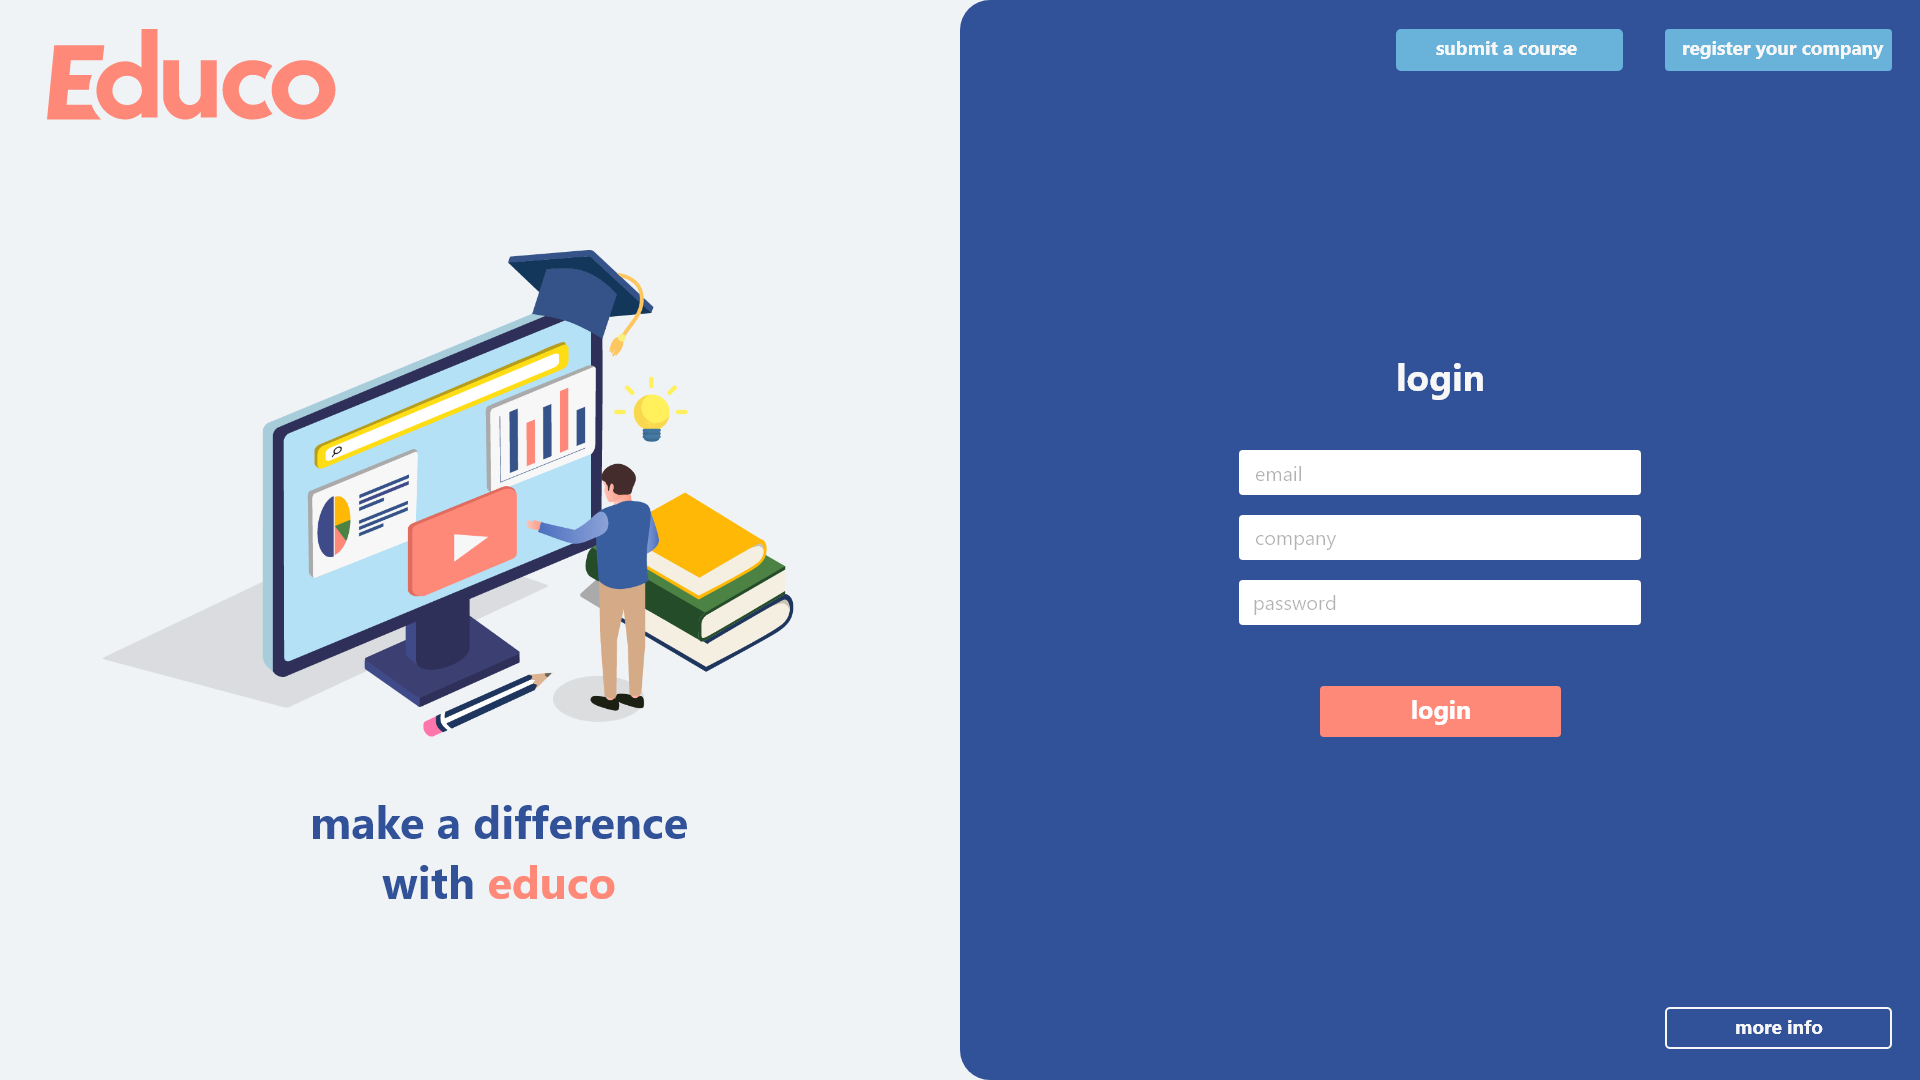 Educo
submit a course
register your company
login
email
company
password
login
make a difference
with educo
more info